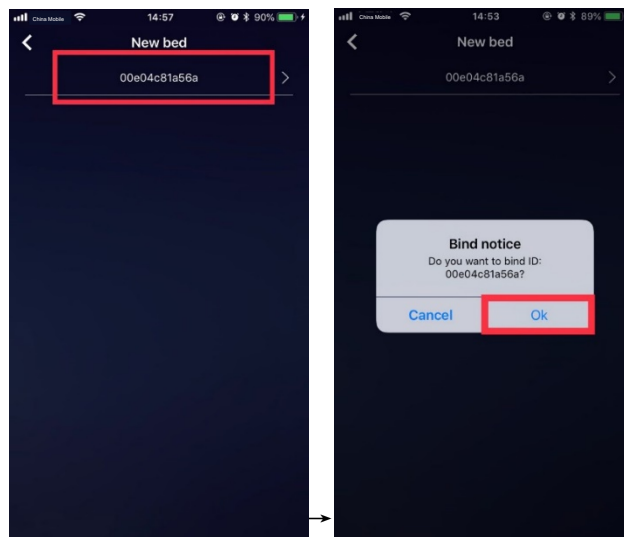 China Mobile 14:57 90%
New bed
00e04c81a56a
China Mobile 14:53 89%
New bed
00e04c81a56a
Bind notice
Do you want to bind ID:
00e04c81a56a?
Cancel Ok